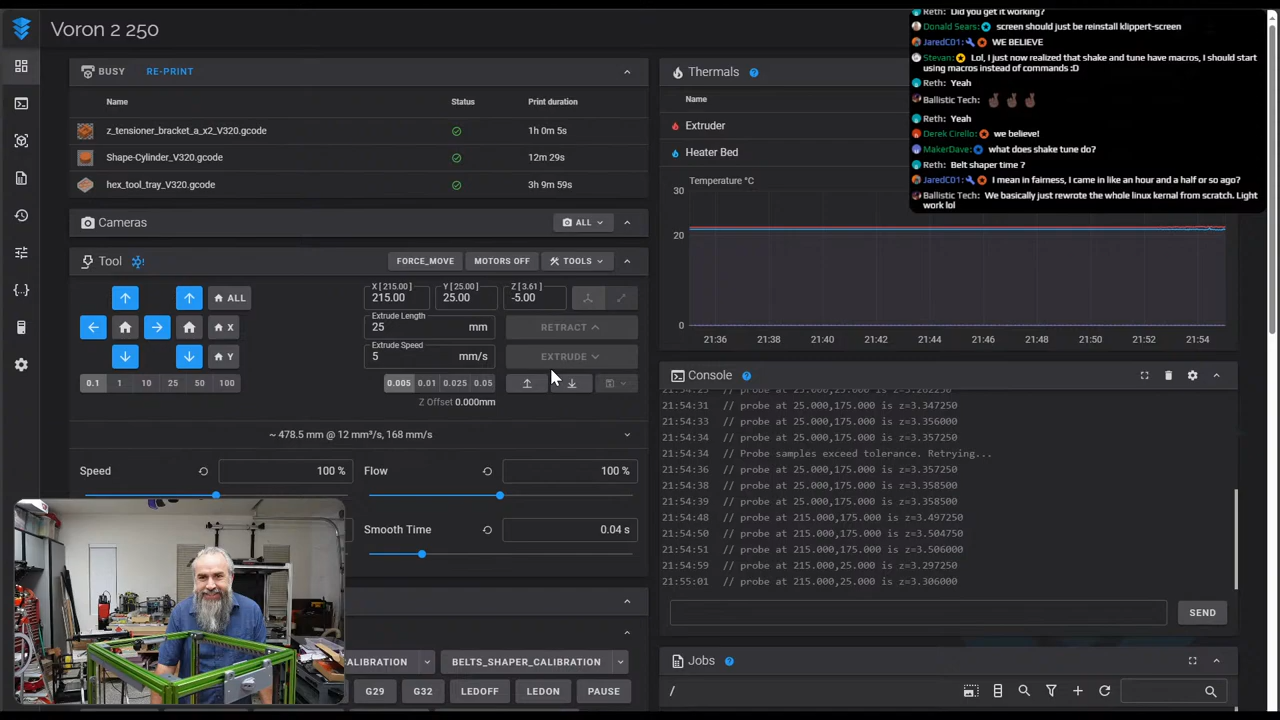 Voron 2 250
Reth: Did you get it working?
Donald Sears: screen should just be reinstall klippert-screen
JaredC01: WE BELIEVE
Stevan: Lol, I just now realized that shake and tune have macros, I should start
using macros instead of commands :D
Reth: Yeah
Ballistic Tech:
Reth: Yeah
Derek Cirello: we believe!
MakerDave: what does shake tune do?
Reth: Belt shaper time ?
JaredC01: I mean in fairness, I came in like an hour and a half or so ago?
Ballistic Tech: We basically just rewrote the whole linux kernal from scratch. Light
work lol
BUSY RE-PRINT
Name Status Print duration
z_tensioner_bracket_a_x2_V320.gcode 1h 0m 5s
Shape-Cylinder_V320.gcode 12m 29s
hex_tool_tray_V320.gcode 3h 9m 59s
Cameras ALL
Tool FORCE_MOVE MOTORS OFF TOOLS
ALL
X
Y
X [ 215.00 ] Y [ 25.00 ] Z [ 3.61 ]
215.00 25.00 -5.00
Extrude Length
25 mm RETRACT
Extrude Speed
5 mm/s EXTRUDE
0.1 1 10 25 50 100 0.005 0.01 0.025 0.05
Z Offset 0.000mm
~ 478.5 mm @ 12 mm³/s, 168 mm/s
Speed 100 % Flow 100 %
Smooth Time 0.04 s
CALIBRATION BELTS_SHAPER_CALIBRATION
G29 G32 LEDOFF LEDON PAUSE
Thermals
Name
Extruder
Heater Bed
Temperature °C
30
20
0
21:36 21:38 21:40 21:42 21:44 21:46 21:48 21:50 21:52 21:54
Console
21:54:31 // probe at 25.000,175.000 is z=3.347250
21:54:33 // probe at 25.000,175.000 is z=3.356000
21:54:34 // probe at 25.000,175.000 is z=3.357250
21:54:34 // Probe samples exceed tolerance. Retrying...
21:54:36 // probe at 25.000,175.000 is z=3.357250
21:54:38 // probe at 25.000,175.000 is z=3.358500
21:54:39 // probe at 25.000,175.000 is z=3.358500
21:54:48 // probe at 215.000,175.000 is z=3.497250
21:54:50 // probe at 215.000,175.000 is z=3.504750
21:54:51 // probe at 215.000,175.000 is z=3.506000
21:54:59 // probe at 215.000,25.000 is z=3.297250
21:55:01 // probe at 215.000,25.000 is z=3.306000
SEND
Jobs
/